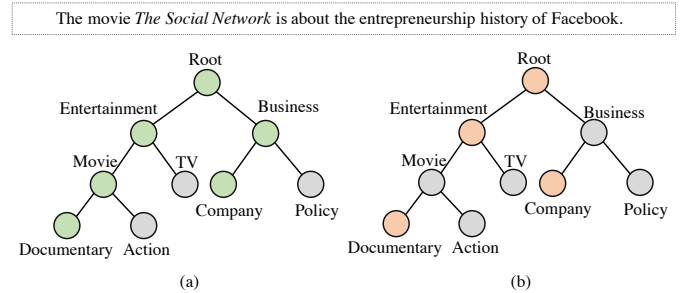 The movie The Social Network is about the entrepreneurship history of Facebook.
Root
Entertainment
Business
Movie
TV
Company
Policy
Documentary
Action
(a)
Root
Entertainment
Business
Movie
TV
Company
Policy
Documentary
Action
(b)